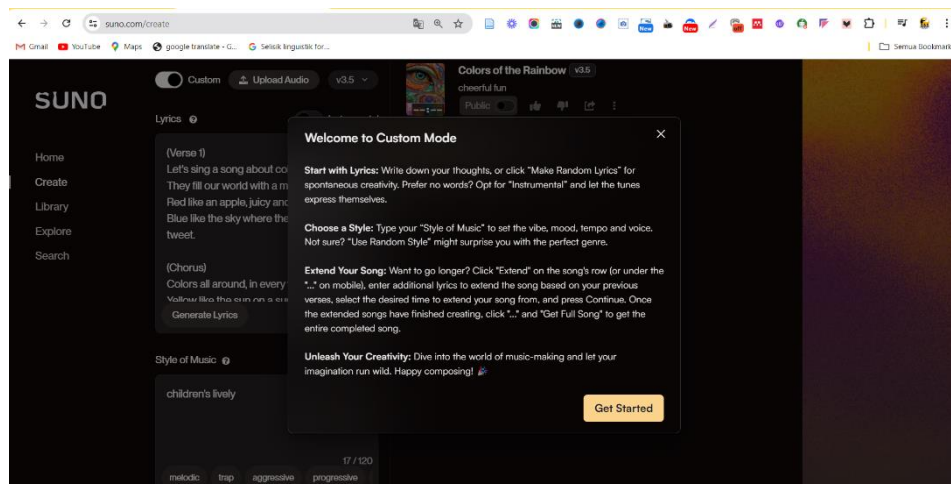 suno.com/create
New
New
off
Gmail
YouTube
Maps
google translate - G...
Selisik linguistik kor...
Semua Bookmark
SUNO
Home
Create
Library
Explore
Search
Custom
Upload Audio
v3.5
Lyrics
(Verse 1)
Let's sing a song about
They fill our world with a
Red like an apple, juicy
Blue like the sky where the
tweet.
(Chorus)
Colors all around, in every
Yellow like the sun on a
Generate Lyrics
Style of Music
children's lively
17 / 120
melodic
trap
aggressive
progressive
Colors of the Rainbow
v3.5
cheerful fun
Public
Welcome to Custom Mode
Start with Lyrics: Write down your thoughts, or click "Make Random Lyrics" for
spontaneous creativity. Prefer no words? Opt for "Instrumental" and let the tunes
express themselves.
Choose a Style: Type your "Style of Music" to set the vibe, mood, tempo and voice.
Not sure? "Use Random Style" might surprise you with the perfect genre.
Extend Your Song: Want to go longer? Click "Extend" on the song's row (or under the
"..." on mobile), enter additional lyrics to extend the song based on your previous
verses, select the desired time to extend your song from, and press Continue. Once
the extended songs have finished creating, click "..." and "Get Full Song" to get the
entire completed song.
Unleash Your Creativity: Dive into the world of music-making and let your
imagination run wild. Happy composing! 🎉
Get Started